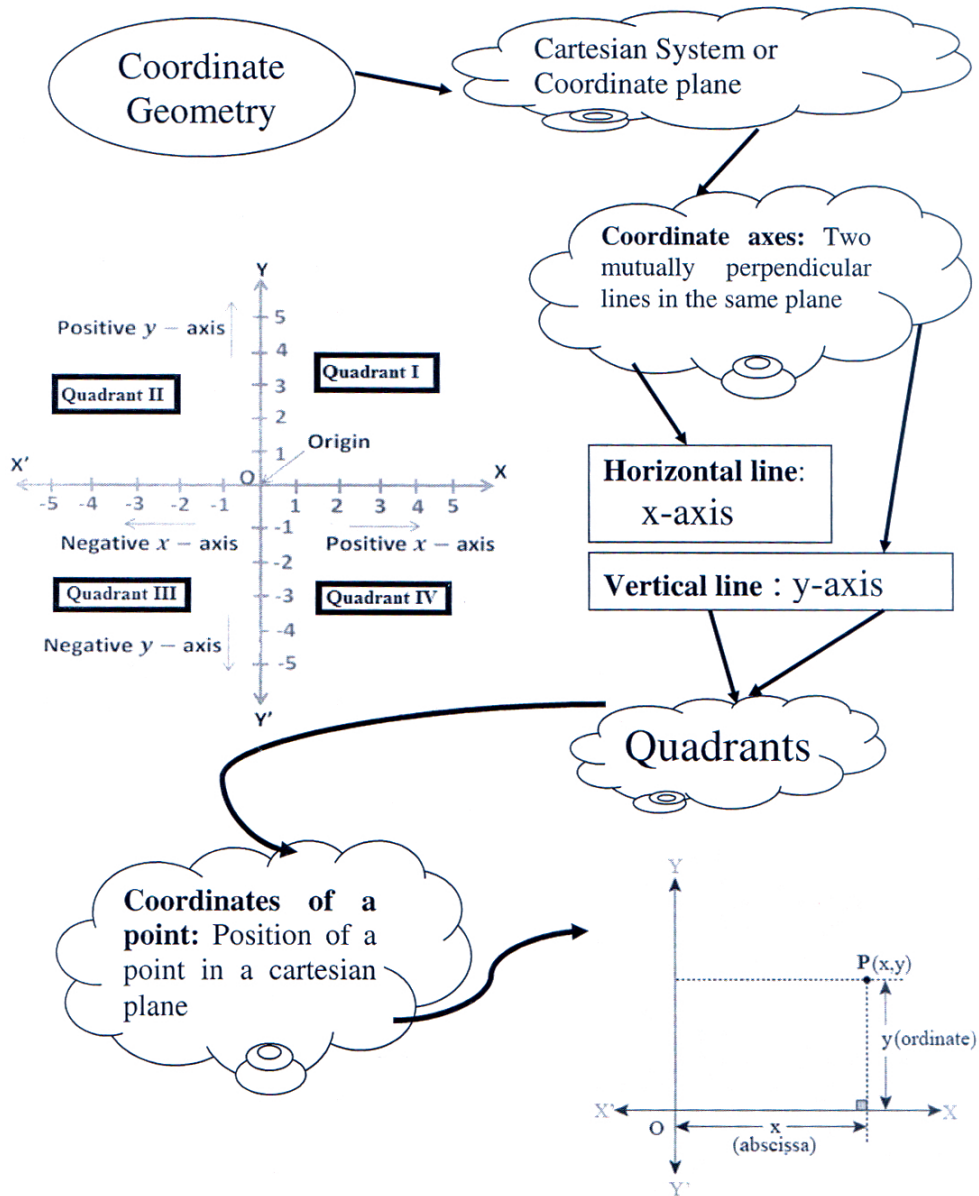 Coordinate
Geometry
Cartesian System or
Coordinate plane
Coordinate axes: Two
mutually perpendicular
lines in the same plane
Horizontal line:
x-axis
Vertical line : y-axis
Quadrants
Y
Positive y – axis
5
4
3
2
1
Quadrant I
Quadrant II
Origin
X'
O
X
-5 -4 -3 -2 -1 1 2 3 4 5
-1
-2
-3
-4
-5
Negative x – axis
Positive x – axis
Quadrant III
Quadrant IV
Negative y – axis
Y'
Coordinates of a
point: Position of a
point in a cartesian
plane
Y
P(x,y)
y(ordinate)
X'
X
O
x
(abscissa)
Y'